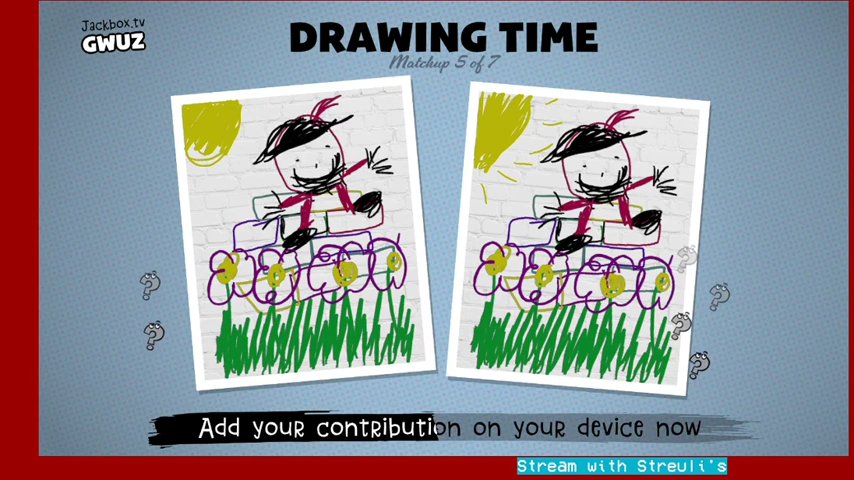 Jackbox.tv
GWUZ
DRAWING TIME
Matchup 5 of 7
Add your contribution on your device now
Stream with Streuli's